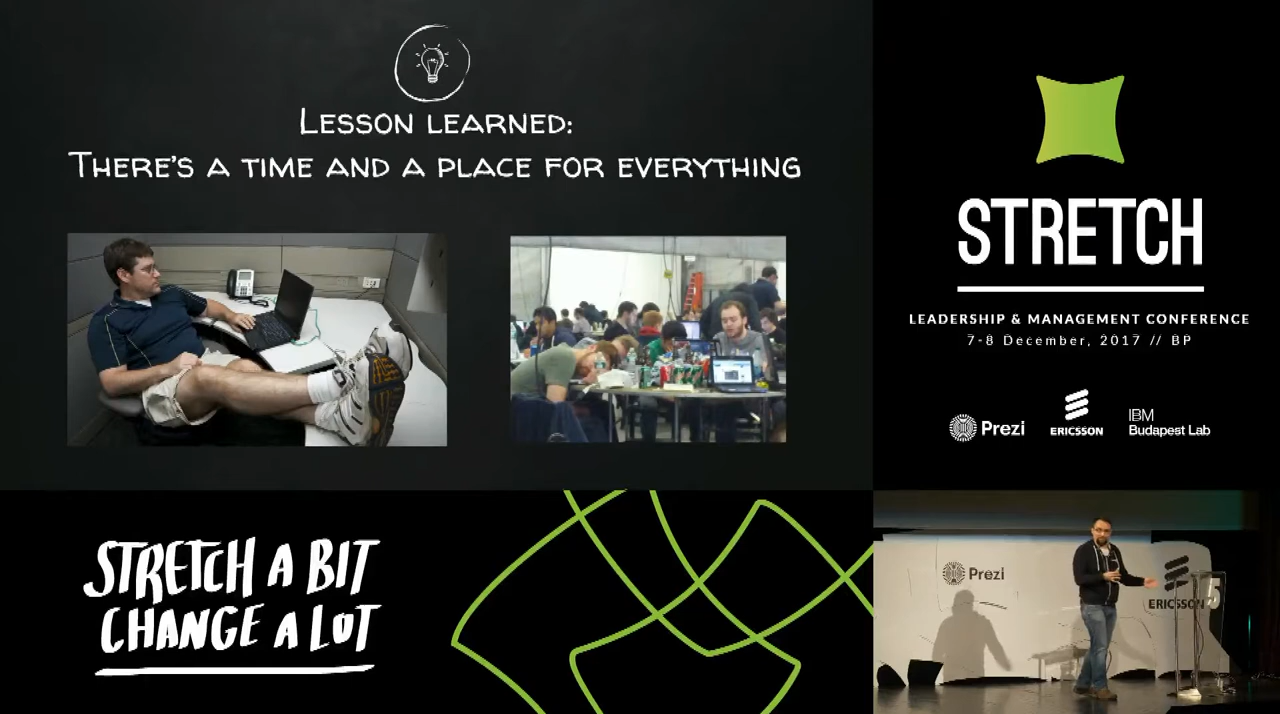 LESSON LEARNED:
THERE'S A TIME AND A PLACE FOR EVERYTHING
STRETCH
LEADERSHIP & MANAGEMENT CONFERENCE
7-8 December, 2017 // BP
Prezi
ERICSSON
IBM
Budapest Lab
STRETCH A BIT
CHANGE A LOT
Prezi
ERICSSON
5